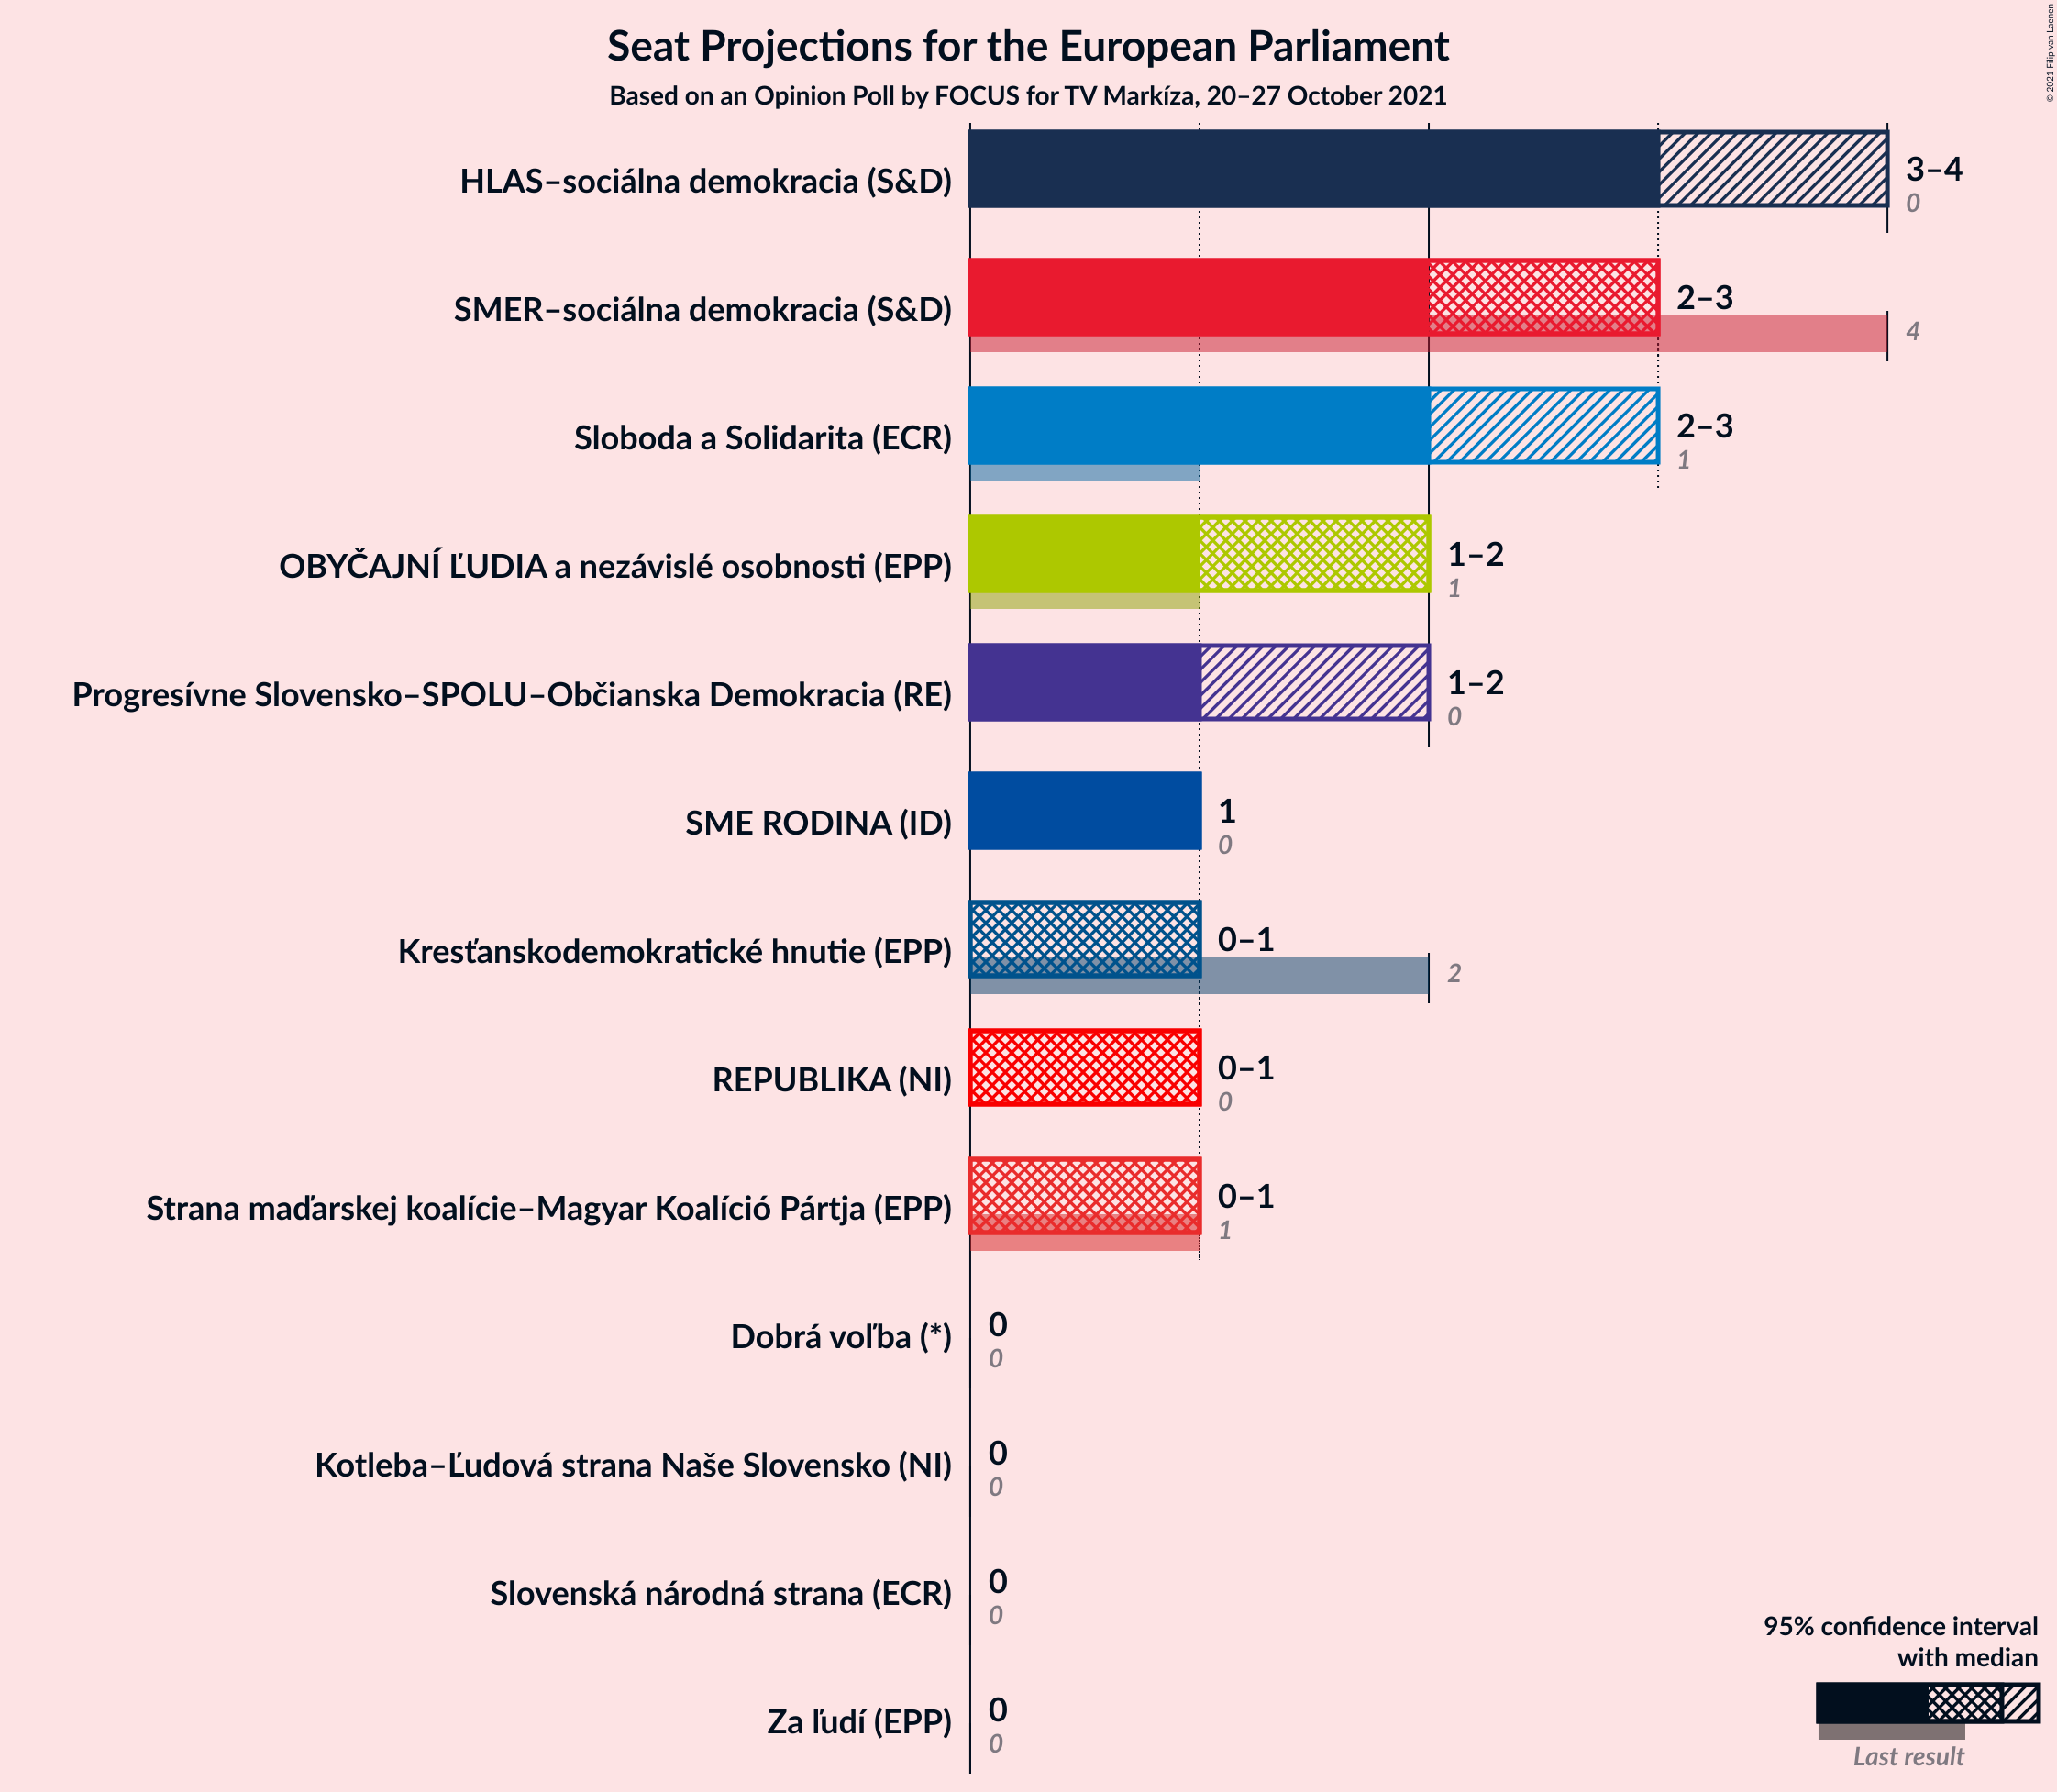 Seat Projections for the European Parliament
Based on an Opinion Poll by FOCUS for TV Markíza, 20–27 October 2021
© 2021 Filip van Laenen
HLAS–sociálna demokracia (S&D)
3–4
0
SMER–sociálna demokracia (S&D)
2–3
4
Sloboda a Solidarita (ECR)
2–3
1
OBYČAJNÍ ĽUDIA a nezávislé osobnosti (EPP)
1–2
1
Progresívne Slovensko–SPOLU–Občianska Demokracia (RE)
1–2
0
SME RODINA (ID)
1
0
Kresťanskodemokratické hnutie (EPP)
0–1
2
REPUBLIKA (NI)
0–1
0
Strana maďarskej koalície–Magyar Koalíció Pártja (EPP)
0–1
1
Dobrá voľba (*)
0
0
Kotleba–Ľudová strana Naše Slovensko (NI)
0
0
Slovenská národná strana (ECR)
0
0
Za ľudí (EPP)
0
0
95% confidence interval
with median
Last result